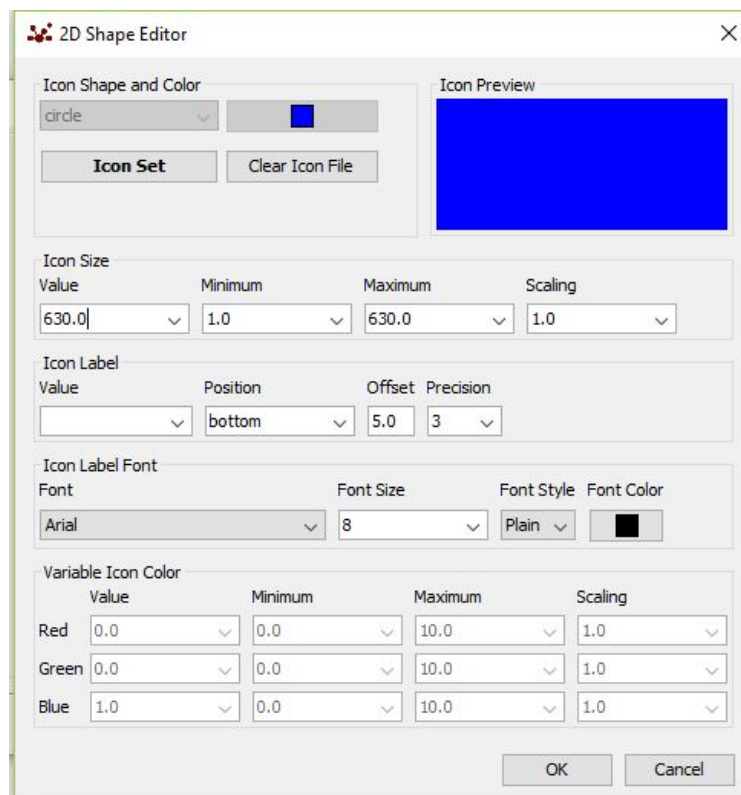 2D Shape Editor
Icon Shape and Color
circle
Icon Set
Clear Icon File
Icon Preview
Icon Size
Value Minimum Maximum Scaling
630.0 1.0 630.0 1.0
Icon Label
Value Position Offset Precision
bottom 5.0 3
Icon Label Font
Font Font Size Font Style Font Color
Arial 8 Plain
Variable Icon Color
Value Minimum Maximum Scaling
Red 0.0 0.0 10.0 1.0
Green 0.0 0.0 10.0 1.0
Blue 1.0 0.0 10.0 1.0
OK Cancel